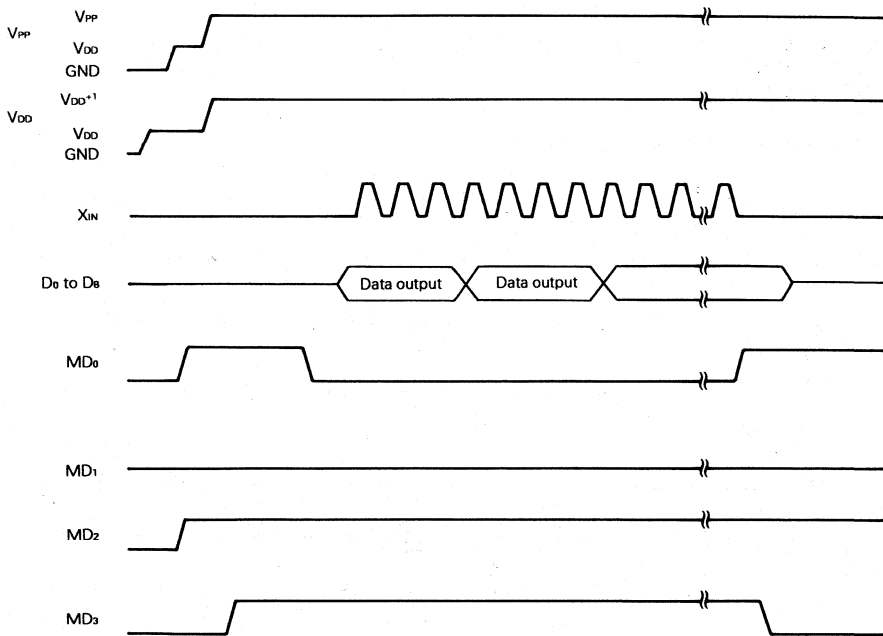 VPP
VPP
VDD
GND
VDD+1
VDD
VDD
GND
XIN
D0 to DB
Data output
Data output
MD0
MD1
MD2
MD3